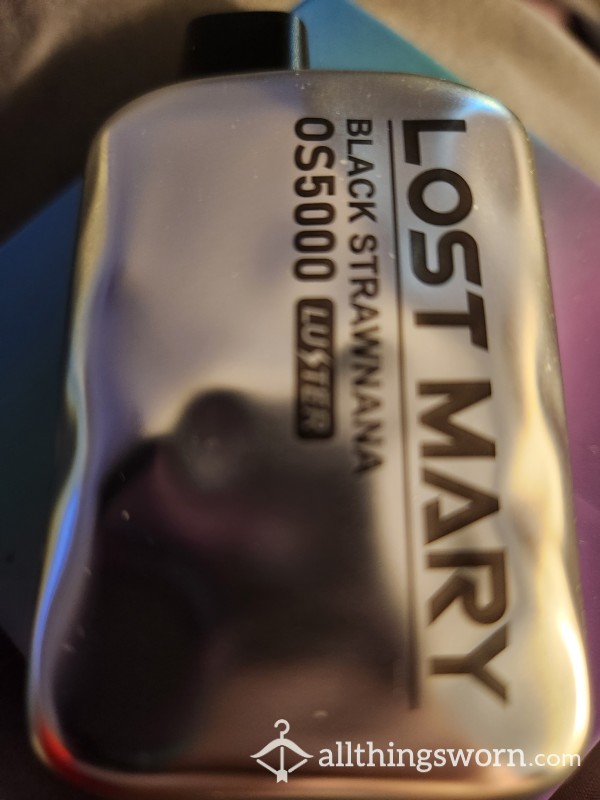 LOST MARY
BLACK STRAWNANA
OS5000 LUSTER
allthingsworn.com